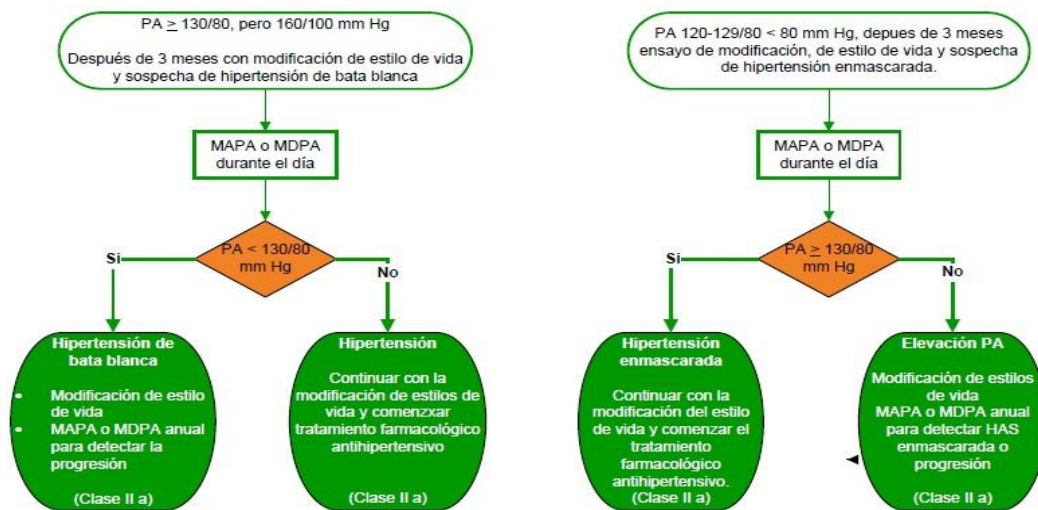 PA ≥ 130/80, pero 160/100 mm Hg
Después de 3 meses con modificación de estilo de vida
y sospecha de hipertensión de bata blanca
MAPA o MDPA
durante el día
PA < 130/80
mm Hg
Si
No
Hipertensión de
bata blanca
• Modificación de estilo
de vida
• MAPA o MDPA anual
para detectar la
progresión
(Clase II a)
Hipertensión
Continuar con la
modificación de estilos de
vida y comenzxar
tratamiento farmacológico
antihipertensivo
(Clase II a)
PA 120-129/80 < 80 mm Hg, depues de 3 meses
ensayo de modificación, de estilo de vida y sospecha
de hipertensión enmascarada.
MAPA o MDPA
durante el día
PA ≥ 130/80
mm Hg
Si
No
Hipertensión
enmascarada
Continuar con la
modificación del estilo
de vida y comenzar el
tratamiento
farmacológico
antihipertensivo.
(Clase II a)
Elevación PA
Modificación de estilos
de vida
MAPA o MDPA anual
para detectar HAS
enmascarada o
progresión
(Clase II a)